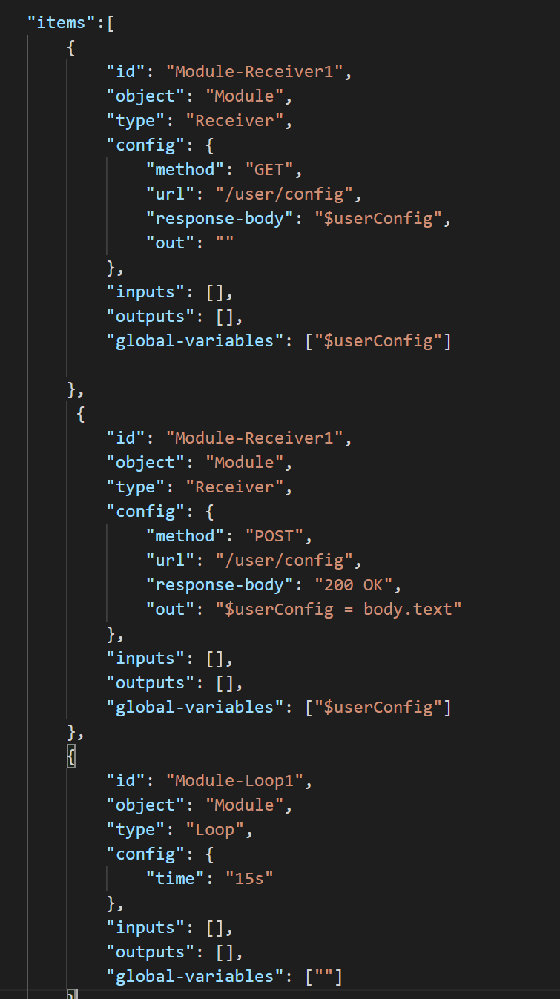 "items":[
{
"id": "Module-Receiver1",
"object": "Module",
"type": "Receiver",
"config": {
"method": "GET",
"url": "/user/config",
"response-body": "$userConfig",
"out": ""
},
"inputs": [],
"outputs": [],
"global-variables": ["$userConfig"]
},
{
"id": "Module-Receiver1",
"object": "Module",
"type": "Receiver",
"config": {
"method": "POST",
"url": "/user/config",
"response-body": "200 OK",
"out": "$userConfig = body.text"
},
"inputs": [],
"outputs": [],
"global-variables": ["$userConfig"]
},
{
"id": "Module-Loop1",
"object": "Module",
"type": "Loop",
"config": {
"time": "15s"
},
"inputs": [],
"outputs": [],
"global-variables": [""]
}